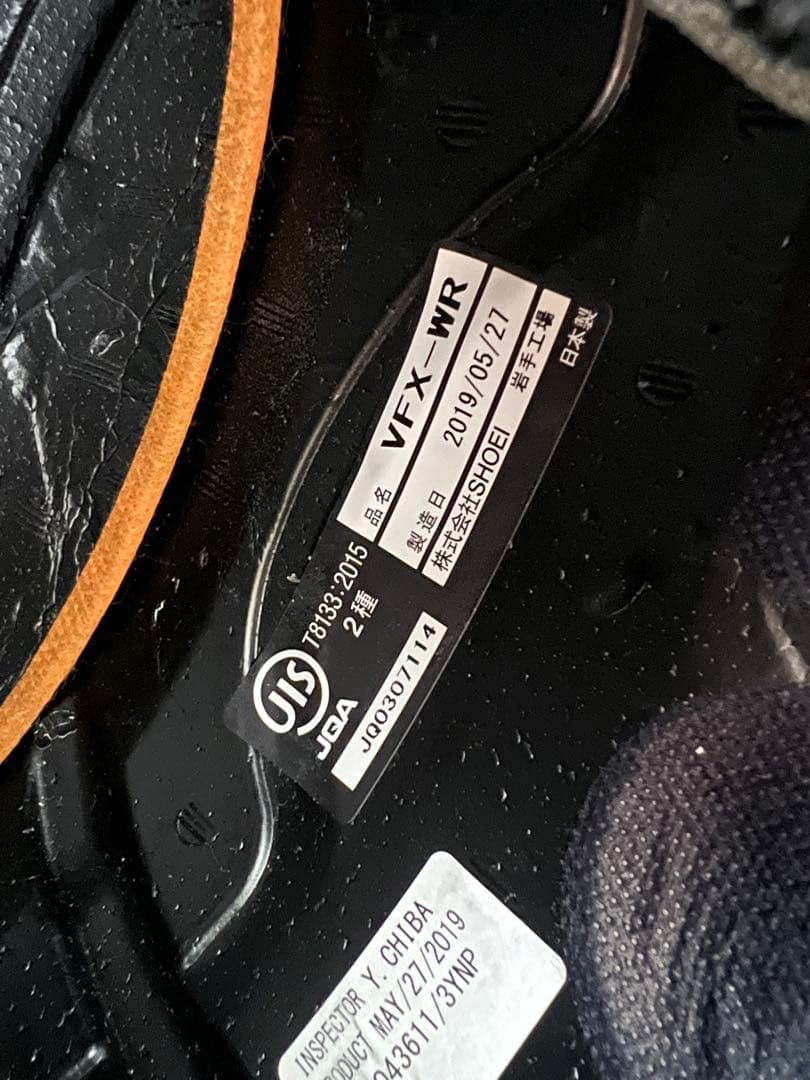 品名 VFX-WR
製造日 2019/05/27
株式会社SHOEI 岩手工場
日本製
JIS T8133:2015
2種
JQA
JQ0307114
INSPECTOR Y. CHIBA
MAY/27/2019
43611/3YNP